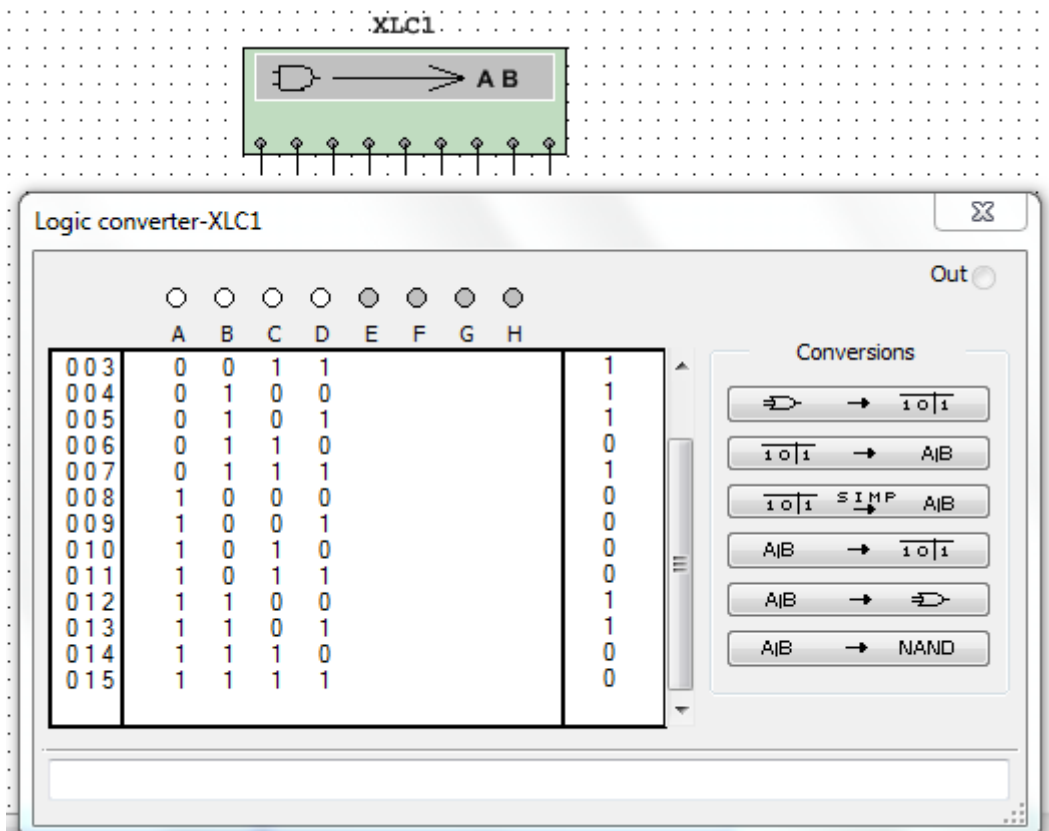 XLC1
A B
Logic converter-XLC1
Out
A B C D E F G H
003 0 0 1 1 1
004 0 1 0 0 1
005 0 1 0 1 1
006 0 1 1 0 0
007 0 1 1 1 1
008 1 0 0 0 0
009 1 0 0 1 0
010 1 0 1 0 0
011 1 0 1 1 0
012 1 1 0 0 1
013 1 1 0 1 1
014 1 1 1 0 0
015 1 1 1 1 0
Conversions
→ 1 0|1
1 0|1 → A|B
1 0|1 SIMP A|B
A|B → 1 0|1
A|B →
A|B → NAND